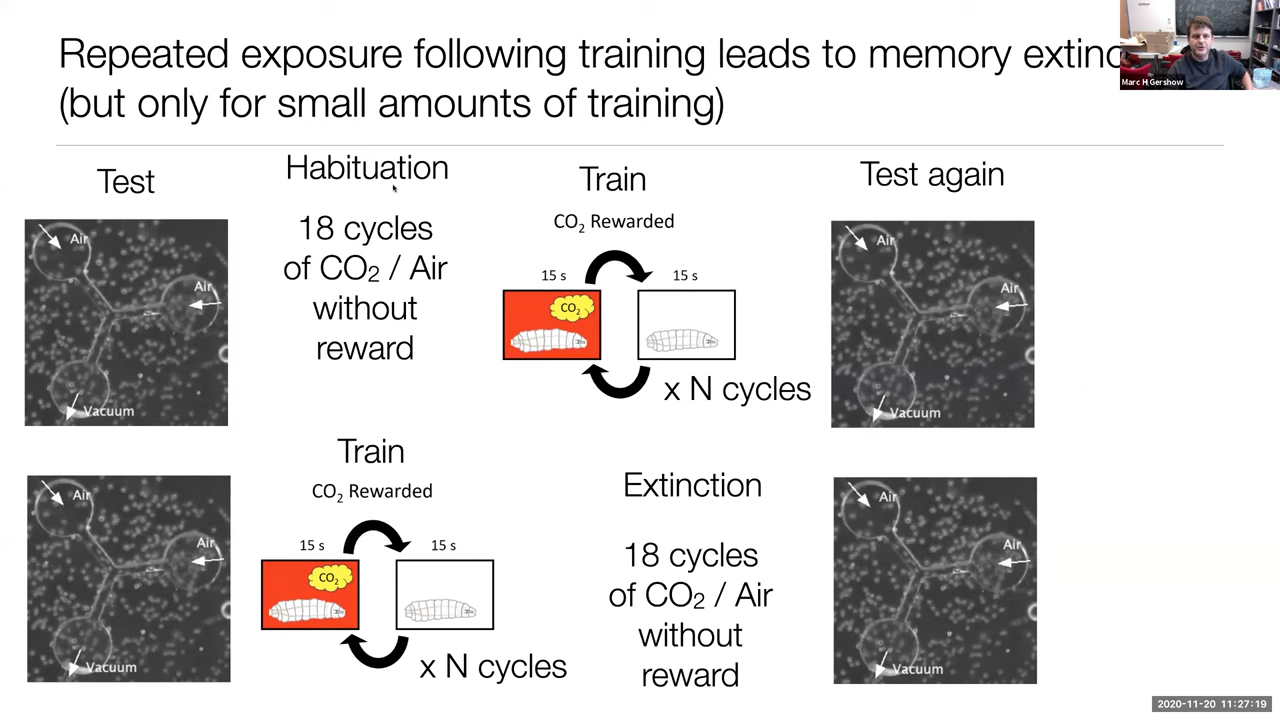 Repeated exposure following training leads to memory extinc
(but only for small amounts of training)
Marc H Gershow
Test
Habituation
Train
Test again
18 cycles
of CO₂ / Air
without
reward
CO₂ Rewarded
15 s
15 s
CO₂
x N cycles
Air
Air
Vacuum
Air
Air
Vacuum
Train
CO₂ Rewarded
15 s
15 s
CO₂
x N cycles
Extinction
18 cycles
of CO₂ / Air
without
reward
Air
Air
Vacuum
Air
Air
Vacuum
2020-11-20 11:27:19